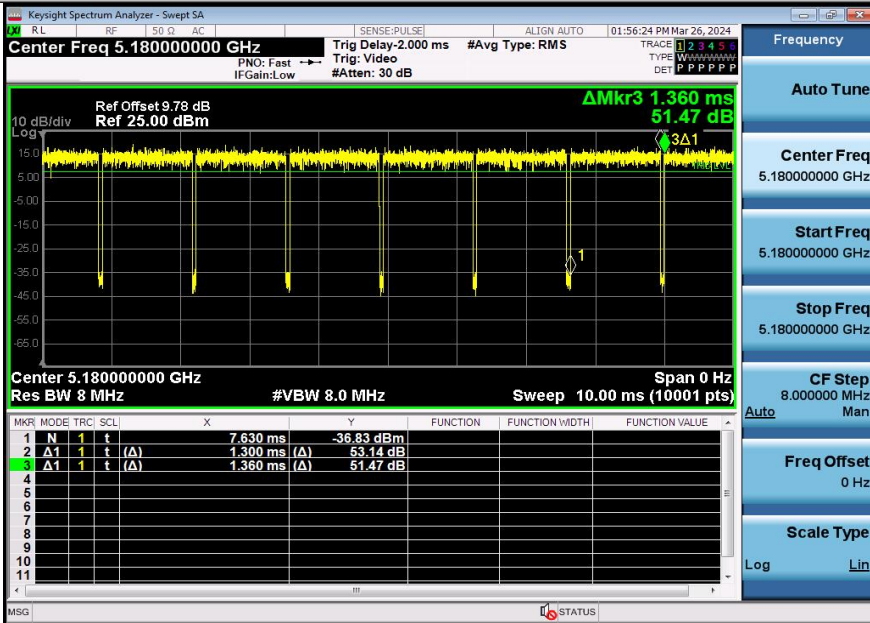 Keysight Spectrum Analyzer - Swept SA
LXI RL RF 50 Ω AC SENSE:PULSE ALIGN AUTO 01:56:24 PM Mar 26, 2024
Center Freq 5.180000000 GHz
PNO: Fast
IFGain:Low
Trig Delay-2.000 ms
Trig: Video
#Atten: 30 dB
#Avg Type: RMS
TRACE 1 2 3 4 5 6
TYPE WWWWWW
DET P P P P P P
ΔMkr3 1.360 ms
51.47 dB
Ref Offset 9.78 dB
10 dB/div Ref 25.00 dBm
Log
15.0
5.00
-5.00
-15.0
-25.0
-35.0
-45.0
-55.0
-65.0
3Δ1
1
Center 5.180000000 GHz Span 0 Hz
Res BW 8 MHz #VBW 8.0 MHz Sweep 10.00 ms (10001 pts)
MKR MODE TRC SCL X Y FUNCTION FUNCTION WIDTH FUNCTION VALUE
1 N 1 t 7.630 ms -36.83 dBm
2 Δ1 1 t (Δ) 1.300 ms (Δ) 53.14 dB
3 Δ1 1 t (Δ) 1.360 ms (Δ) 51.47 dB
4
5
6
7
8
9
10
11
MSG STATUS
Frequency
Auto Tune
Center Freq
5.180000000 GHz
Start Freq
5.180000000 GHz
Stop Freq
5.180000000 GHz
CF Step
8.000000 MHz
Auto Man
Freq Offset
0 Hz
Scale Type
Log Lin